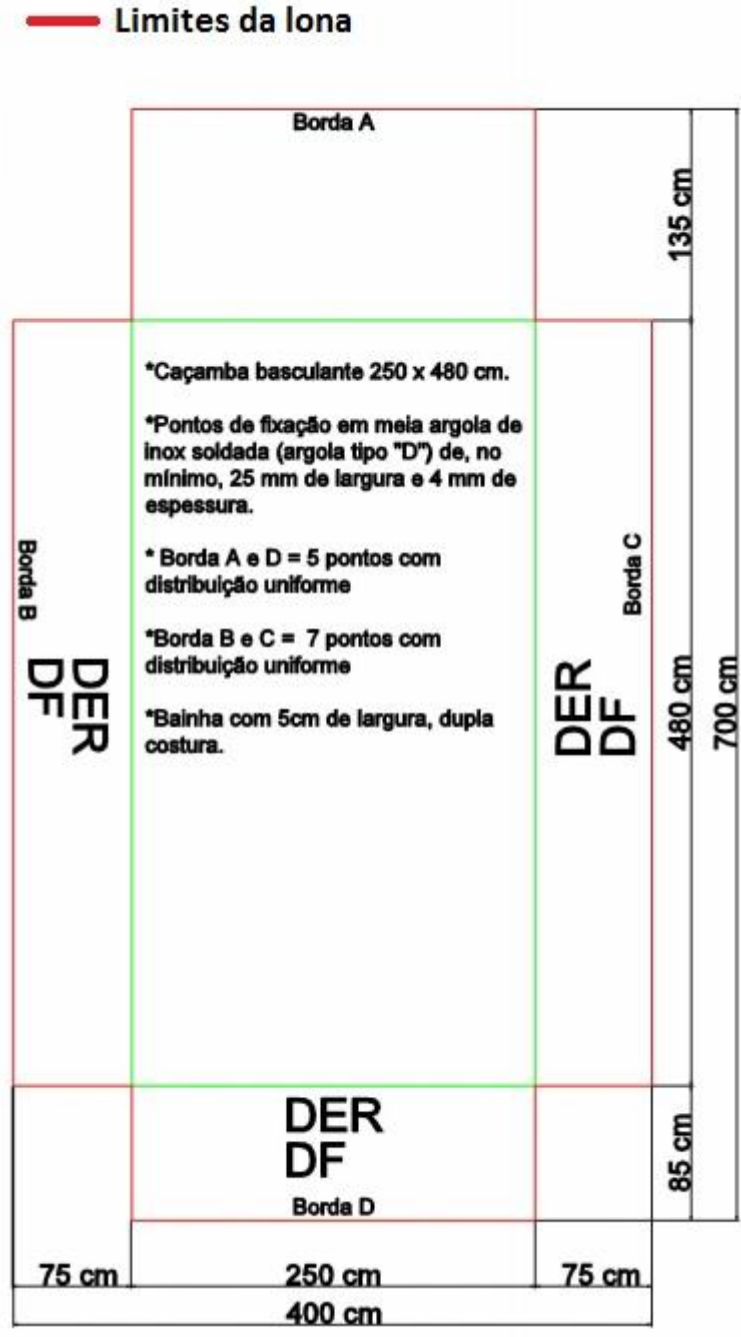 Limites da lona
Borda A
135 cm
*Caçamba basculante 250 x 480 cm.
*Pontos de fixação em meia argola de
inox soldada (argola tipo "D") de, no
mínimo, 25 mm de largura e 4 mm de
espessura.
* Borda A e D = 5 pontos com
distribuição uniforme
*Borda B e C = 7 pontos com
distribuição uniforme
*Bainha com 5cm de largura, dupla
costura.
Borda B
DER
DF
Borda C
DER
DF
480 cm
700 cm
DER
DF
Borda D
85 cm
75 cm
250 cm
75 cm
400 cm